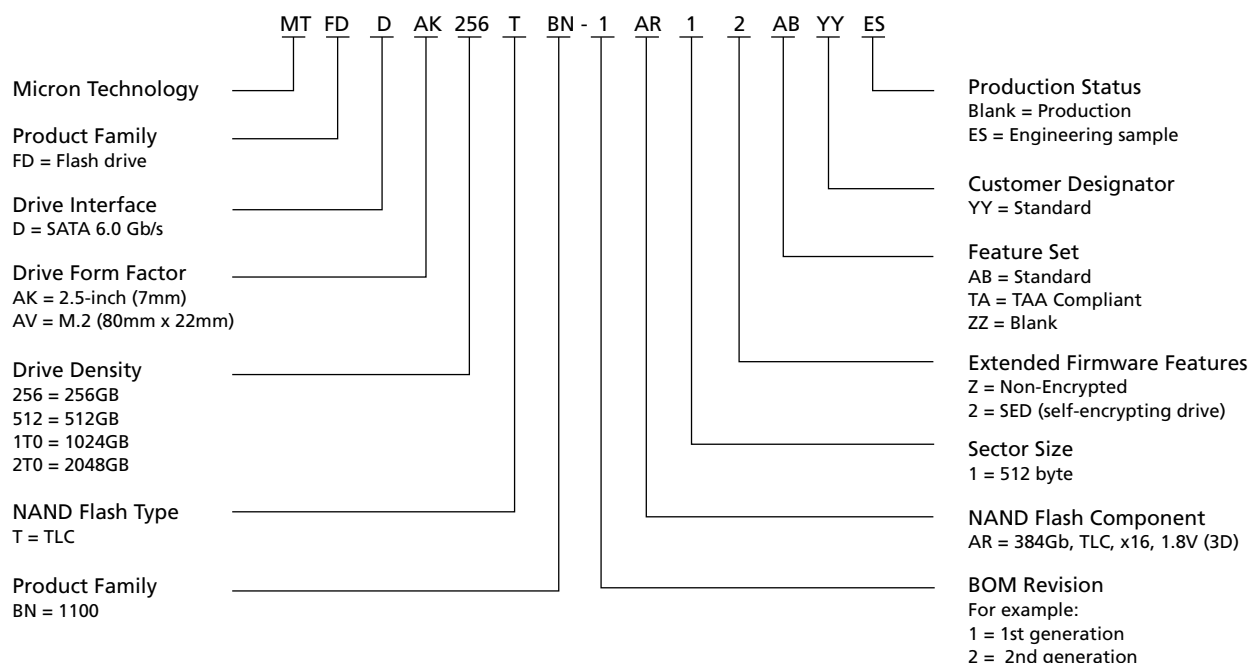 MT FD D AK 256 T BN - 1 AR 1 2 AB YY ES
Micron Technology
Product Family
FD = Flash drive
Drive Interface
D = SATA 6.0 Gb/s
Drive Form Factor
AK = 2.5-inch (7mm)
AV = M.2 (80mm x 22mm)
Drive Density
256 = 256GB
512 = 512GB
1T0 = 1024GB
2T0 = 2048GB
NAND Flash Type
T = TLC
Product Family
BN = 1100
Production Status
Blank = Production
ES = Engineering sample
Customer Designator
YY = Standard
Feature Set
AB = Standard
TA = TAA Compliant
ZZ = Blank
Extended Firmware Features
Z = Non-Encrypted
2 = SED (self-encrypting drive)
Sector Size
1 = 512 byte
NAND Flash Component
AR = 384Gb, TLC, x16, 1.8V (3D)
BOM Revision
For example:
1 = 1st generation
2 = 2nd generation